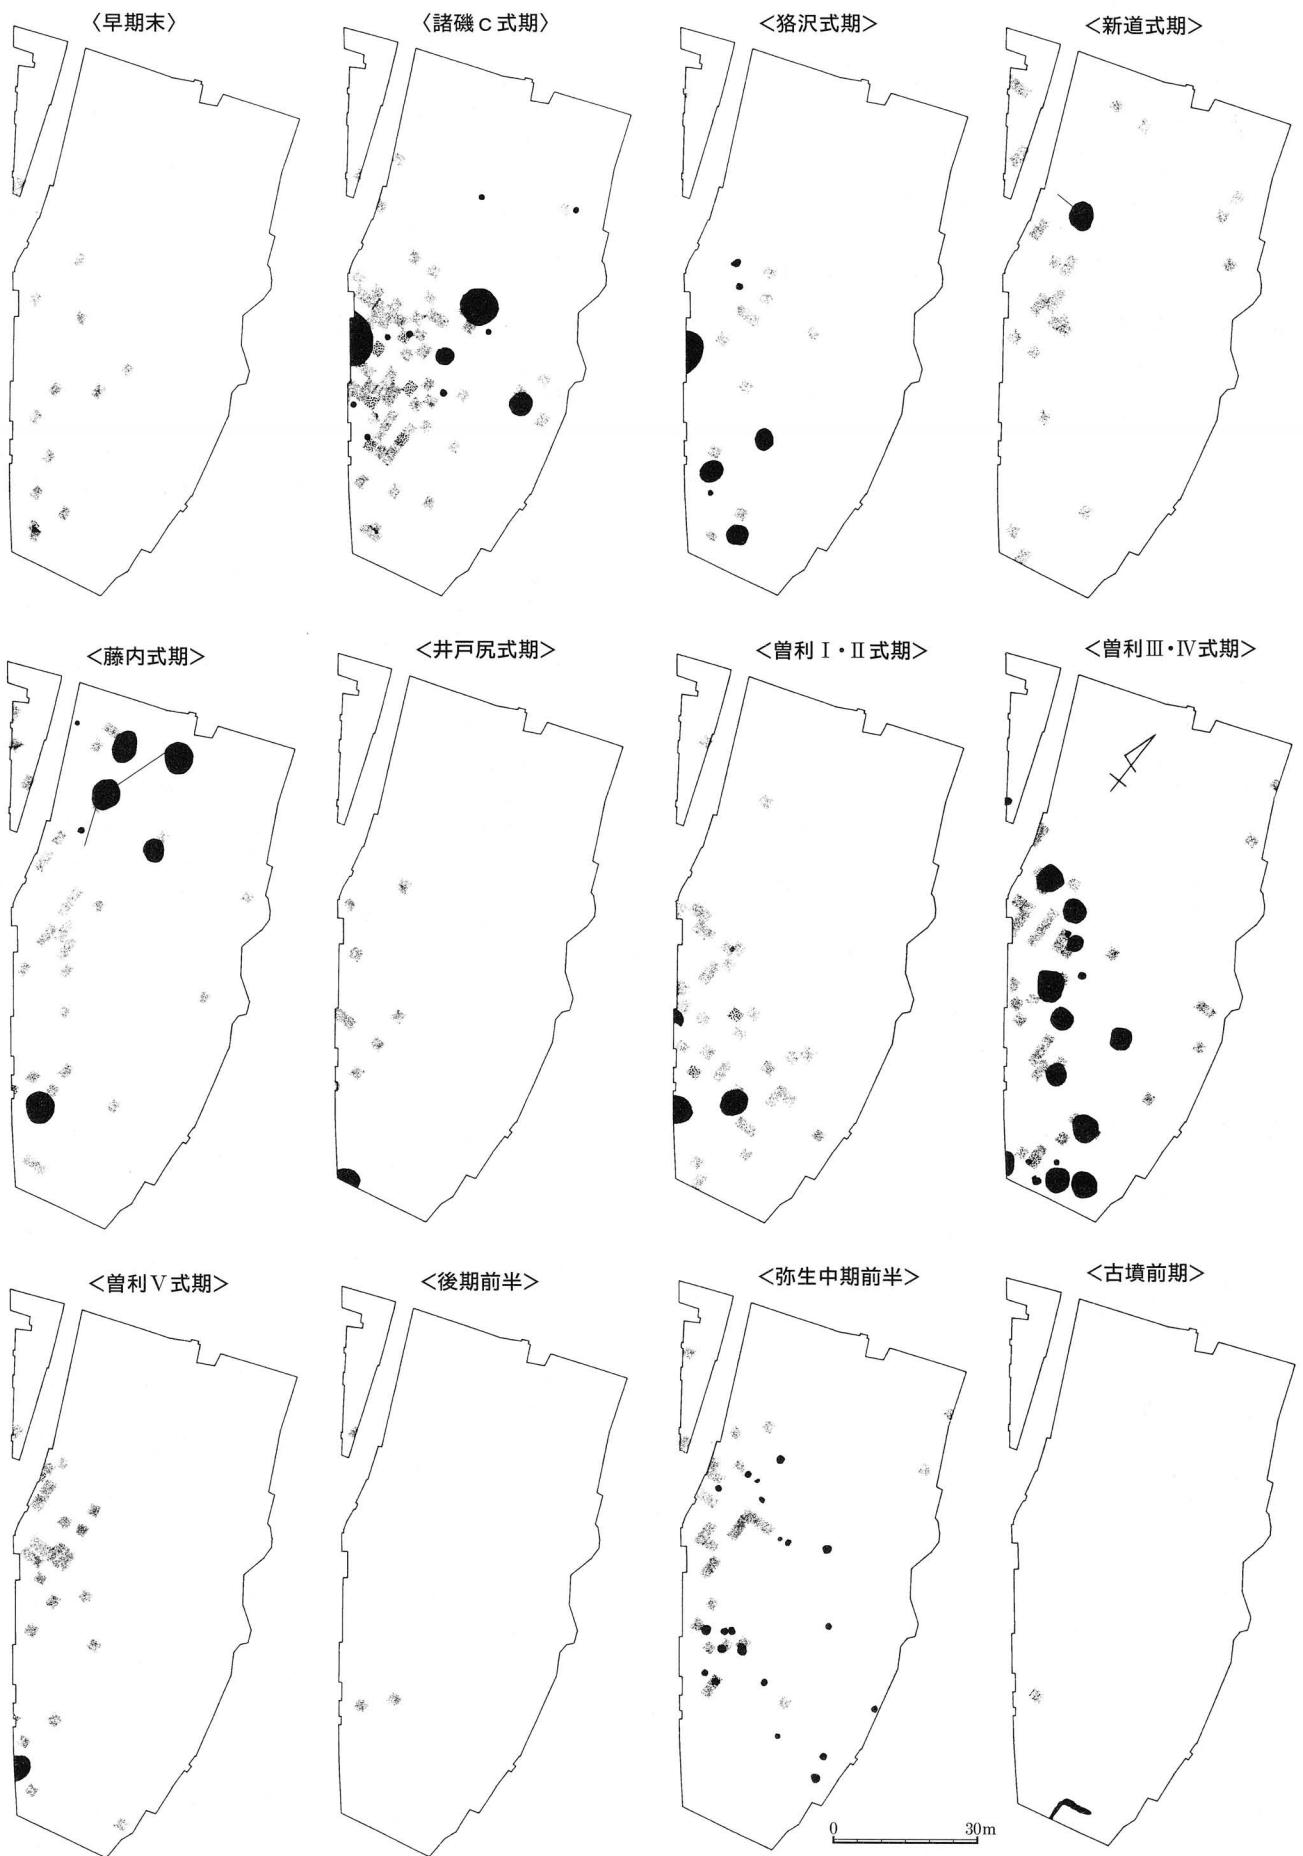 〈早期末〉
〈諸磯c式期〉
<狢沢式期>
<新道式期>
<藤内式期>
<井戸尻式期>
<曽利Ⅰ・Ⅱ式期>
<曽利Ⅲ・Ⅳ式期>
<曽利Ⅴ式期>
<後期前半>
<弥生中期前半>
<古墳前期>
0 30m